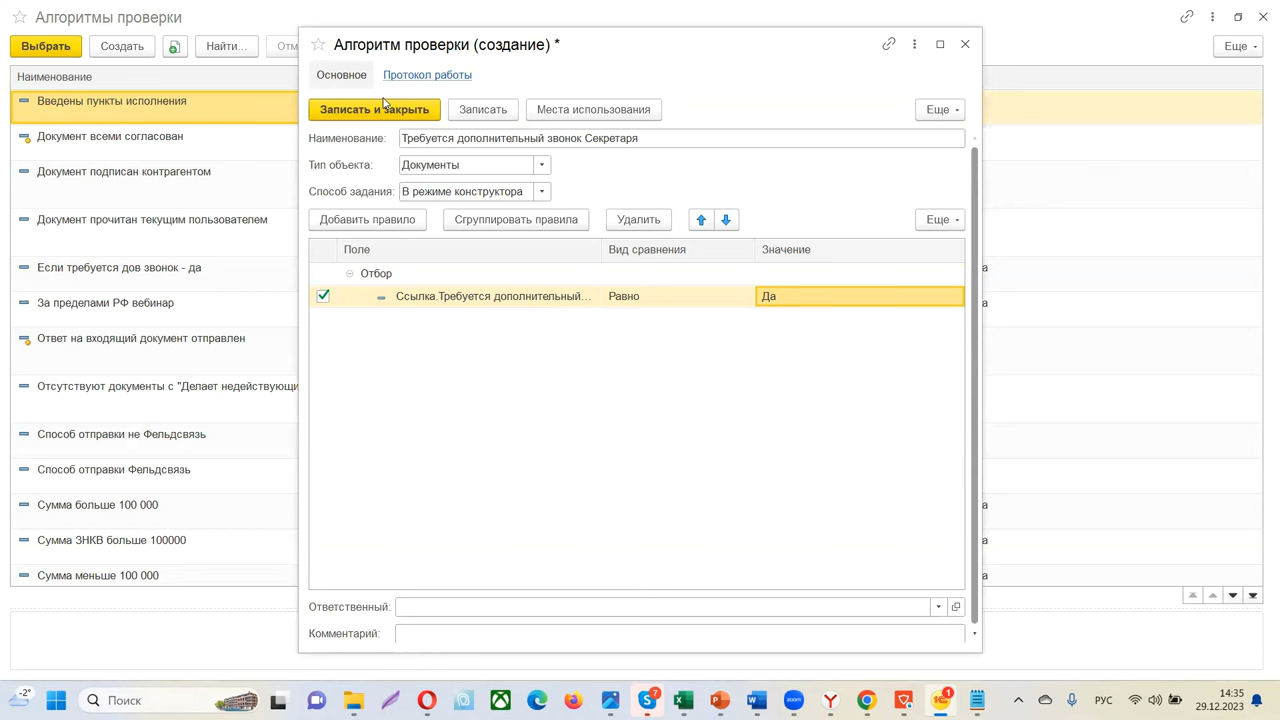 Алгоритмы проверки
Выбрать
Создать
Найти...
Отм
Еще
Наименование
Введены пункты исполнения
Документ всеми согласован
Документ подписан контрагентом
Документ прочитан текущим пользователем
Если требуется дов звонок - да
За пределами РФ вебинар
Ответ на входящий документ отправлен
Отсутствуют документы с "Делает недействующи
Способ отправки не Фельдсвязь
Способ отправки Фельдсвязь
Сумма больше 100 000
Сумма ЗНКВ больше 100000
Сумма меньше 100 000
Алгоритм проверки (создание) *
Основное
Протокол работы
Записать и закрыть
Записать
Места использования
Еще
Наименование: Требуется дополнительный звонок Секретаря
Тип объекта: Документы
Способ задания: В режиме конструктора
Добавить правило
Сгруппировать правила
Удалить
Еще
Поле
Вид сравнения
Значение
Отбор
Ссылка.Требуется дополнительный...
Равно
Да
Ответственный:
Комментарий:
а
а
а
а
а
а
а
а
а
-2°
Поиск
7
1
РУС
14:35
29.12.2023